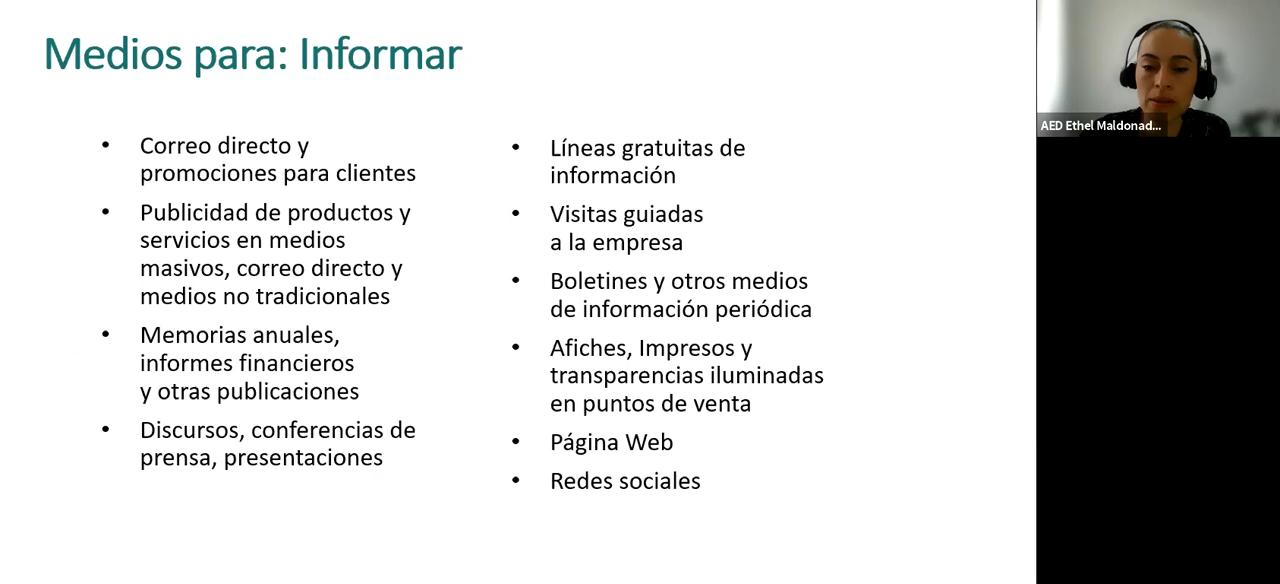 Medios para: Informar
• Correo directo y
promociones para clientes
• Publicidad de productos y
servicios en medios
masivos, correo directo y
medios no tradicionales
• Memorias anuales,
informes financieros
y otras publicaciones
• Discursos, conferencias de
prensa, presentaciones
• Líneas gratuitas de
información
• Visitas guiadas
a la empresa
• Boletines y otros medios
de información periódica
• Afiches, Impresos y
transparencias iluminadas
en puntos de venta
• Página Web
• Redes sociales
AED Ethel Maldonad...